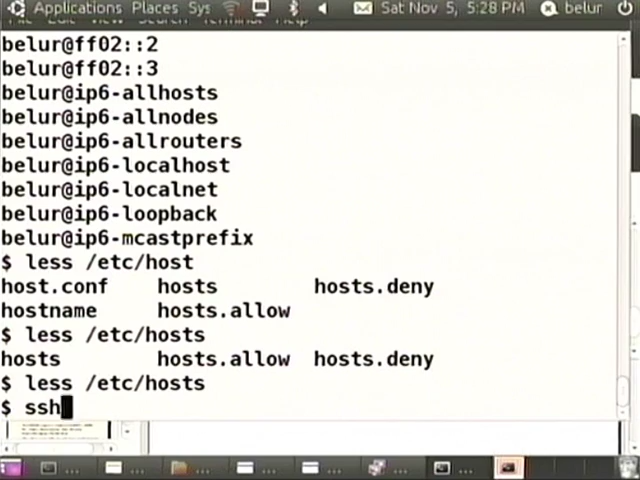 Applications Places Sys Sat Nov 5, 5:28 PM belur
belur@ff02::2
belur@ff02::3
belur@ip6-allhosts
belur@ip6-allnodes
belur@ip6-allrouters
belur@ip6-localhost
belur@ip6-localnet
belur@ip6-loopback
belur@ip6-mcastprefix
$ less /etc/host
host.conf hosts hosts.deny
hostname hosts.allow
$ less /etc/hosts
hosts hosts.allow hosts.deny
$ less /etc/hosts
$ ssh